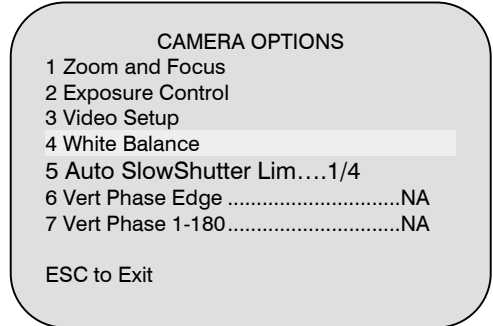 CAMERA OPTIONS
1 Zoom and Focus
2 Exposure Control
3 Video Setup
4 White Balance
5 Auto SlowShutter Lim….1/4
6 Vert Phase Edge ..............................NA
7 Vert Phase 1-180..............................NA
ESC to Exit